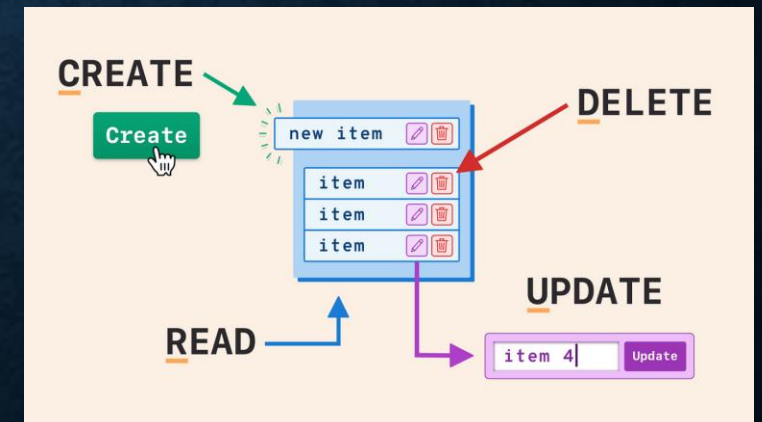 CREATE
Create
new item
DELETE
item
item
item
READ
UPDATE
item 4
Update